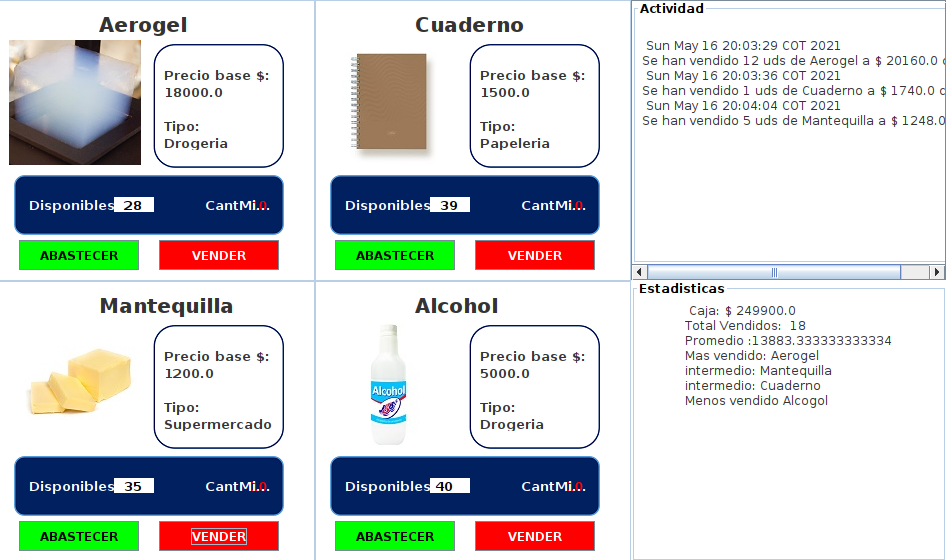 Aerogel
Precio base $:
18000.0
Tipo:
Drogeria
Disponibles 28 CantMi... 0
ABASTECER VENDER
Cuaderno
Precio base $:
1500.0
Tipo:
Papeleria
Disponibles 39 CantMi... 0
ABASTECER VENDER
Mantequilla
Precio base $:
1200.0
Tipo:
Supermercado
Disponibles 35 CantMi... 0
ABASTECER VENDER
Alcohol
Alcohol
Precio base $:
5000.0
Tipo:
Drogeria
Disponibles 40 CantMi... 0
ABASTECER VENDER
Actividad
Sun May 16 20:03:29 COT 2021
Se han vendido 12 uds de Aerogel a $ 20160.0 c
Sun May 16 20:03:36 COT 2021
Se han vendido 1 uds de Cuaderno a $ 1740.0 c
Sun May 16 20:04:04 COT 2021
Se han vendido 5 uds de Mantequilla a $ 1248.0
Estadisticas
Caja: $ 249900.0
Total Vendidos: 18
Promedio :13883.333333333334
Mas vendido: Aerogel
intermedio: Mantequilla
intermedio: Cuaderno
Menos vendido Alcogol